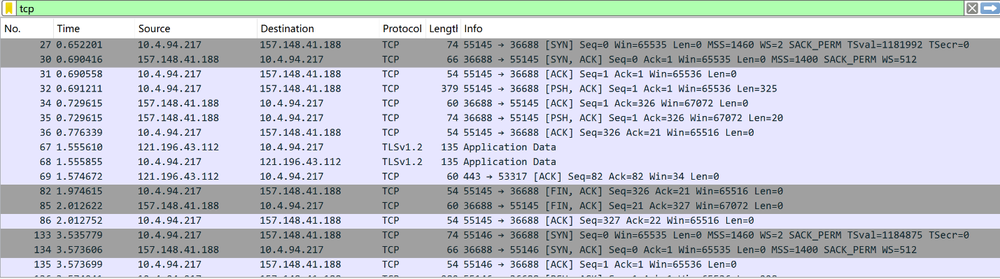 tcp
No. Time Source Destination Protocol Lengtl Info
27 0.652201 10.4.94.217 157.148.41.188 TCP 74 55145 → 36688 [SYN] Seq=0 Win=65535 Len=0 MSS=1460 WS=2 SACK_PERM TSval=1181992 TSecr=0
30 0.690416 157.148.41.188 10.4.94.217 TCP 66 36688 → 55145 [SYN, ACK] Seq=0 Ack=1 Win=65535 Len=0 MSS=1400 SACK_PERM WS=512
31 0.690558 10.4.94.217 157.148.41.188 TCP 54 55145 → 36688 [ACK] Seq=1 Ack=1 Win=65536 Len=0
32 0.691211 10.4.94.217 157.148.41.188 TCP 379 55145 → 36688 [PSH, ACK] Seq=1 Ack=1 Win=65536 Len=325
34 0.729615 157.148.41.188 10.4.94.217 TCP 60 36688 → 55145 [ACK] Seq=1 Ack=326 Win=67072 Len=0
35 0.729615 157.148.41.188 10.4.94.217 TCP 74 36688 → 55145 [PSH, ACK] Seq=1 Ack=326 Win=67072 Len=20
36 0.776339 10.4.94.217 157.148.41.188 TCP 54 55145 → 36688 [ACK] Seq=326 Ack=21 Win=65516 Len=0
67 1.555610 121.196.43.112 10.4.94.217 TLSv1.2 135 Application Data
68 1.555855 10.4.94.217 121.196.43.112 TLSv1.2 135 Application Data
69 1.574672 121.196.43.112 10.4.94.217 TCP 60 443 → 53317 [ACK] Seq=82 Ack=82 Win=34 Len=0
82 1.974615 10.4.94.217 157.148.41.188 TCP 54 55145 → 36688 [FIN, ACK] Seq=326 Ack=21 Win=65516 Len=0
85 2.012622 157.148.41.188 10.4.94.217 TCP 60 36688 → 55145 [FIN, ACK] Seq=21 Ack=327 Win=67072 Len=0
86 2.012752 10.4.94.217 157.148.41.188 TCP 54 55145 → 36688 [ACK] Seq=327 Ack=22 Win=65516 Len=0
133 3.535779 10.4.94.217 157.148.41.188 TCP 74 55146 → 36688 [SYN] Seq=0 Win=65535 Len=0 MSS=1460 WS=2 SACK_PERM TSval=1184875 TSecr=0
134 3.573606 157.148.41.188 10.4.94.217 TCP 66 36688 → 55146 [SYN, ACK] Seq=0 Ack=1 Win=65535 Len=0 MSS=1400 SACK_PERM WS=512
135 3.573699 10.4.94.217 157.148.41.188 TCP 54 55146 → 36688 [ACK] Seq=1 Ack=1 Win=65536 Len=0